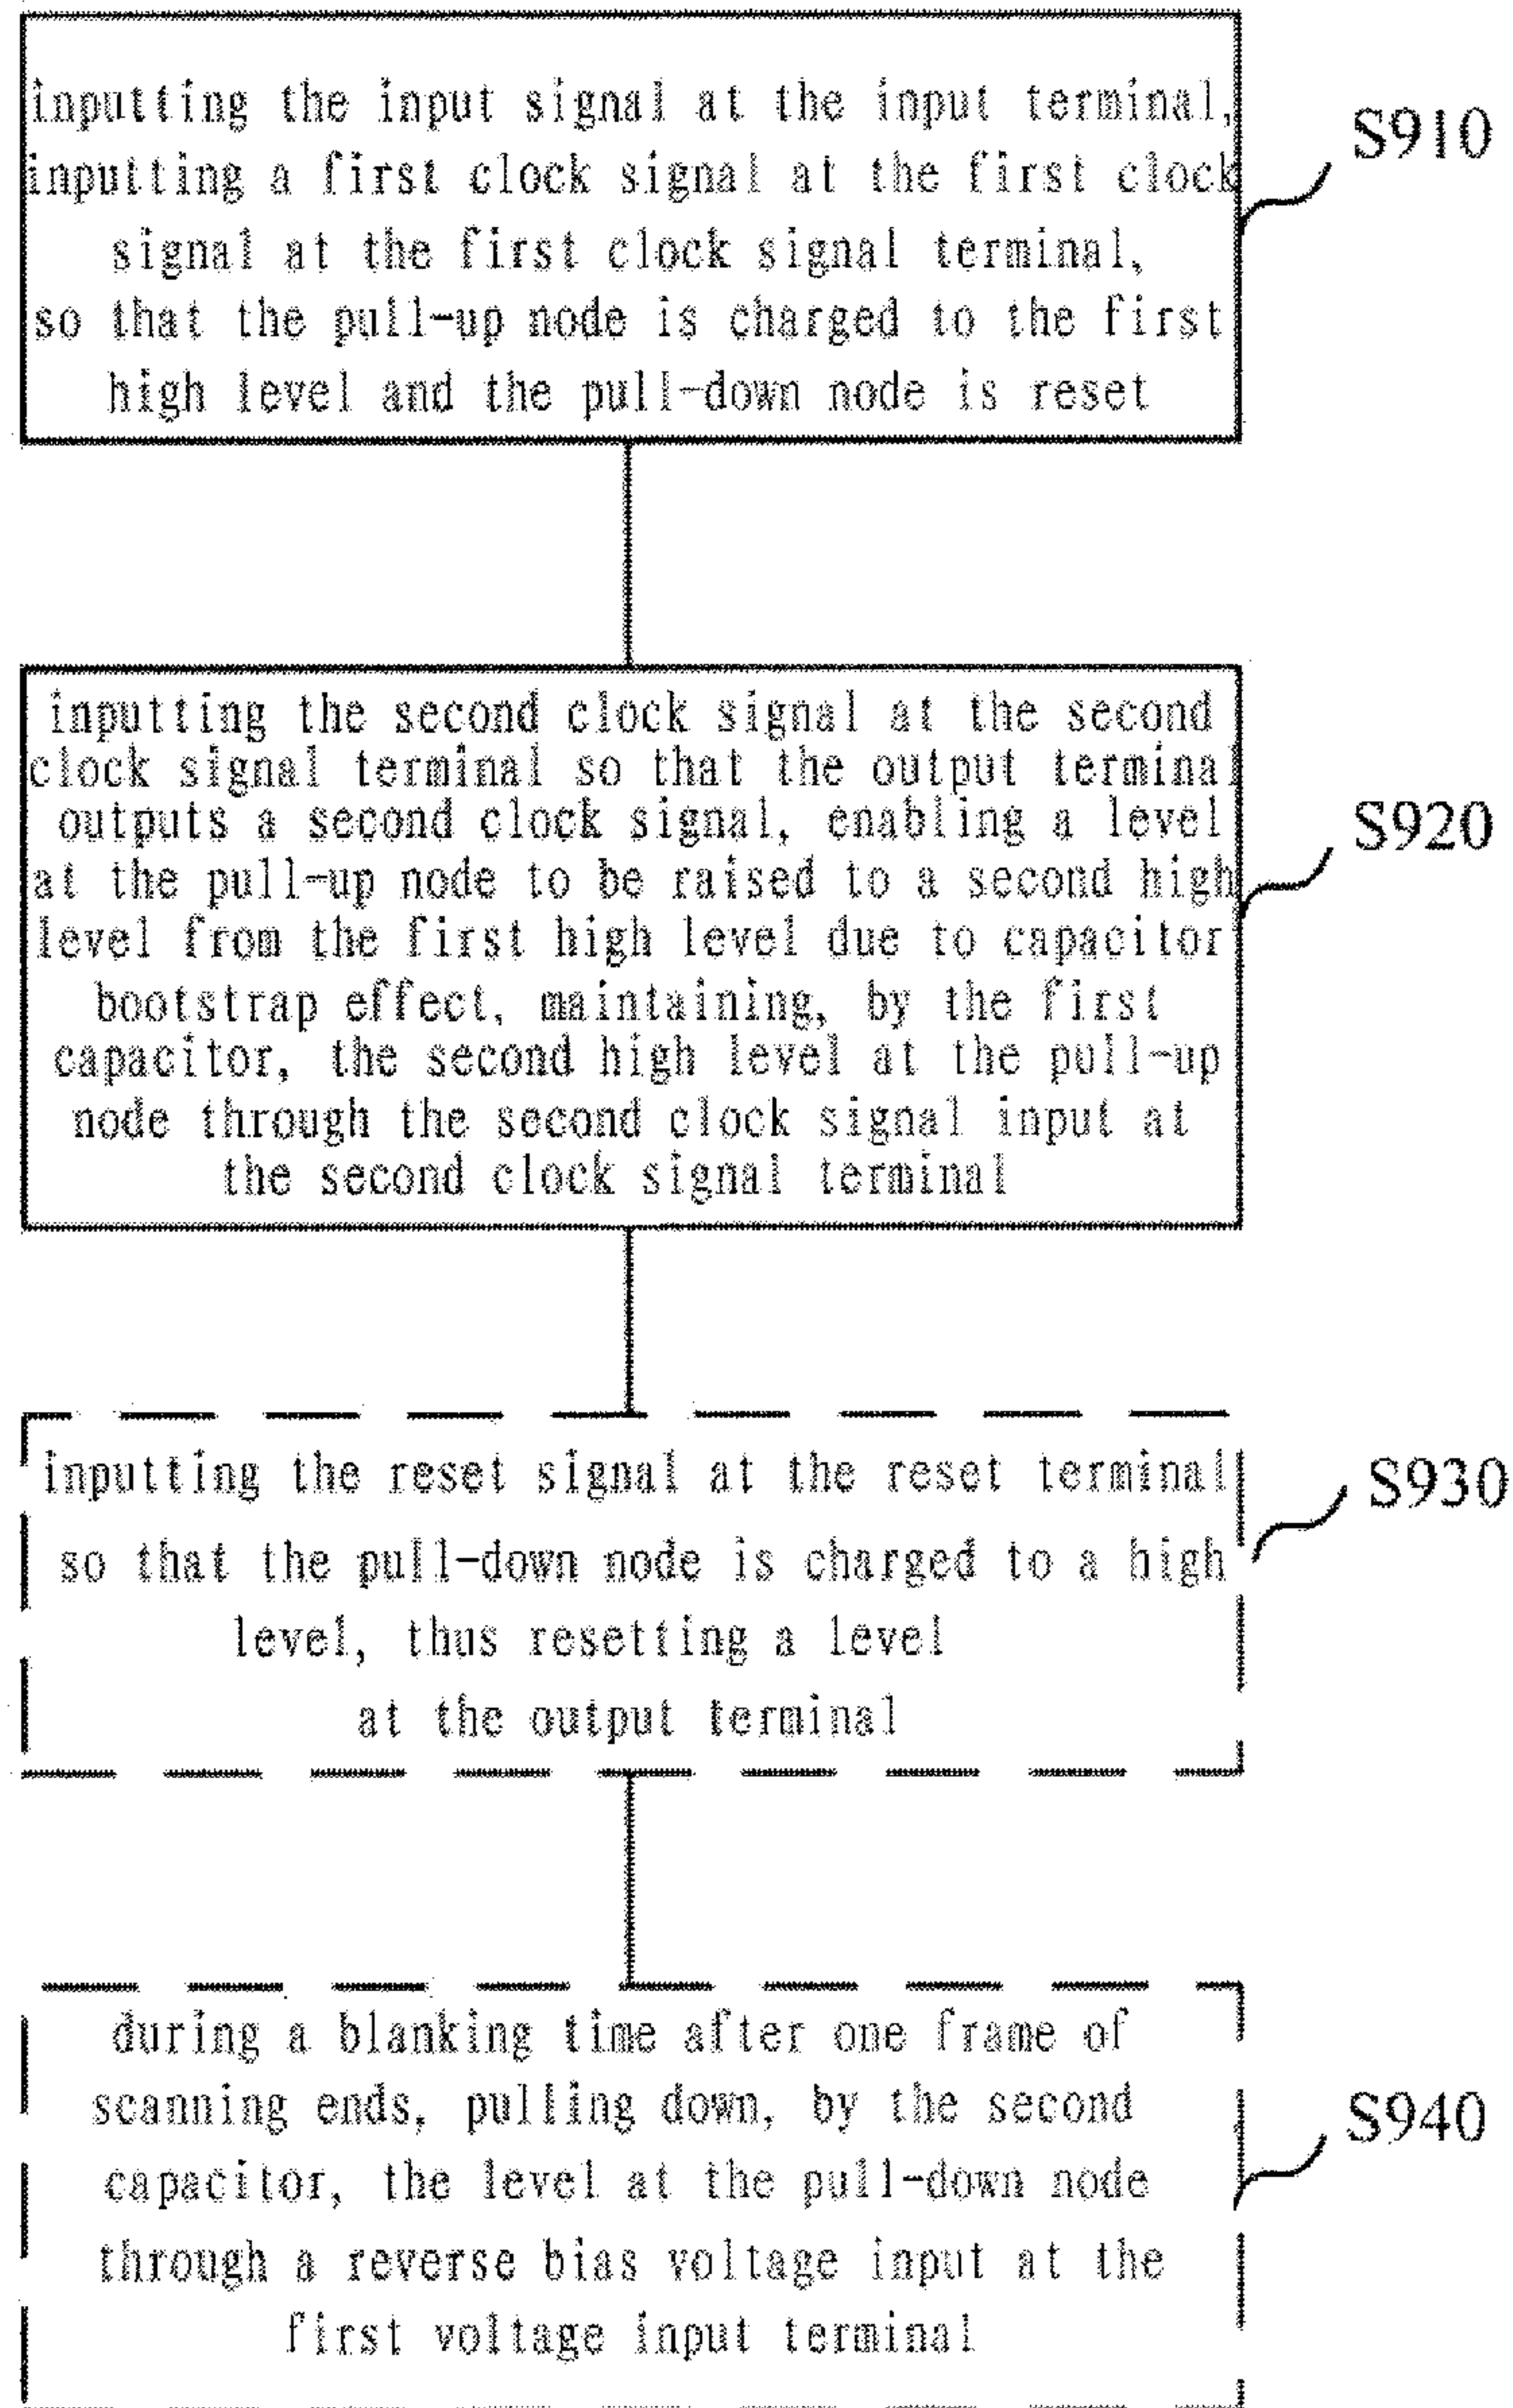 inputting the input signal at the input terminal,
inputting a first clock signal at the first clock
signal at the first clock signal terminal,
so that the pull-up node is charged to the first
high level and the pull-down node is reset
S910
inputting the second clock signal at the second
clock signal terminal so that the output terminal
outputs a second clock signal, enabling a level
at the pull-up node to be raised to a second high
level from the first high level due to capacitor
bootstrap effect, maintaining, by the first
capacitor, the second high level at the pull-up
node through the second clock signal input at
the second clock signal terminal
S920
inputting the reset signal at the reset terminal
so that the pull-down node is charged to a high
level, thus resetting a level
at the output terminal
S930
during a blanking time after one frame of
scanning ends, pulling down, by the second
capacitor, the level at the pull-down node
through a reverse bias voltage input at the
first voltage input terminal
S940